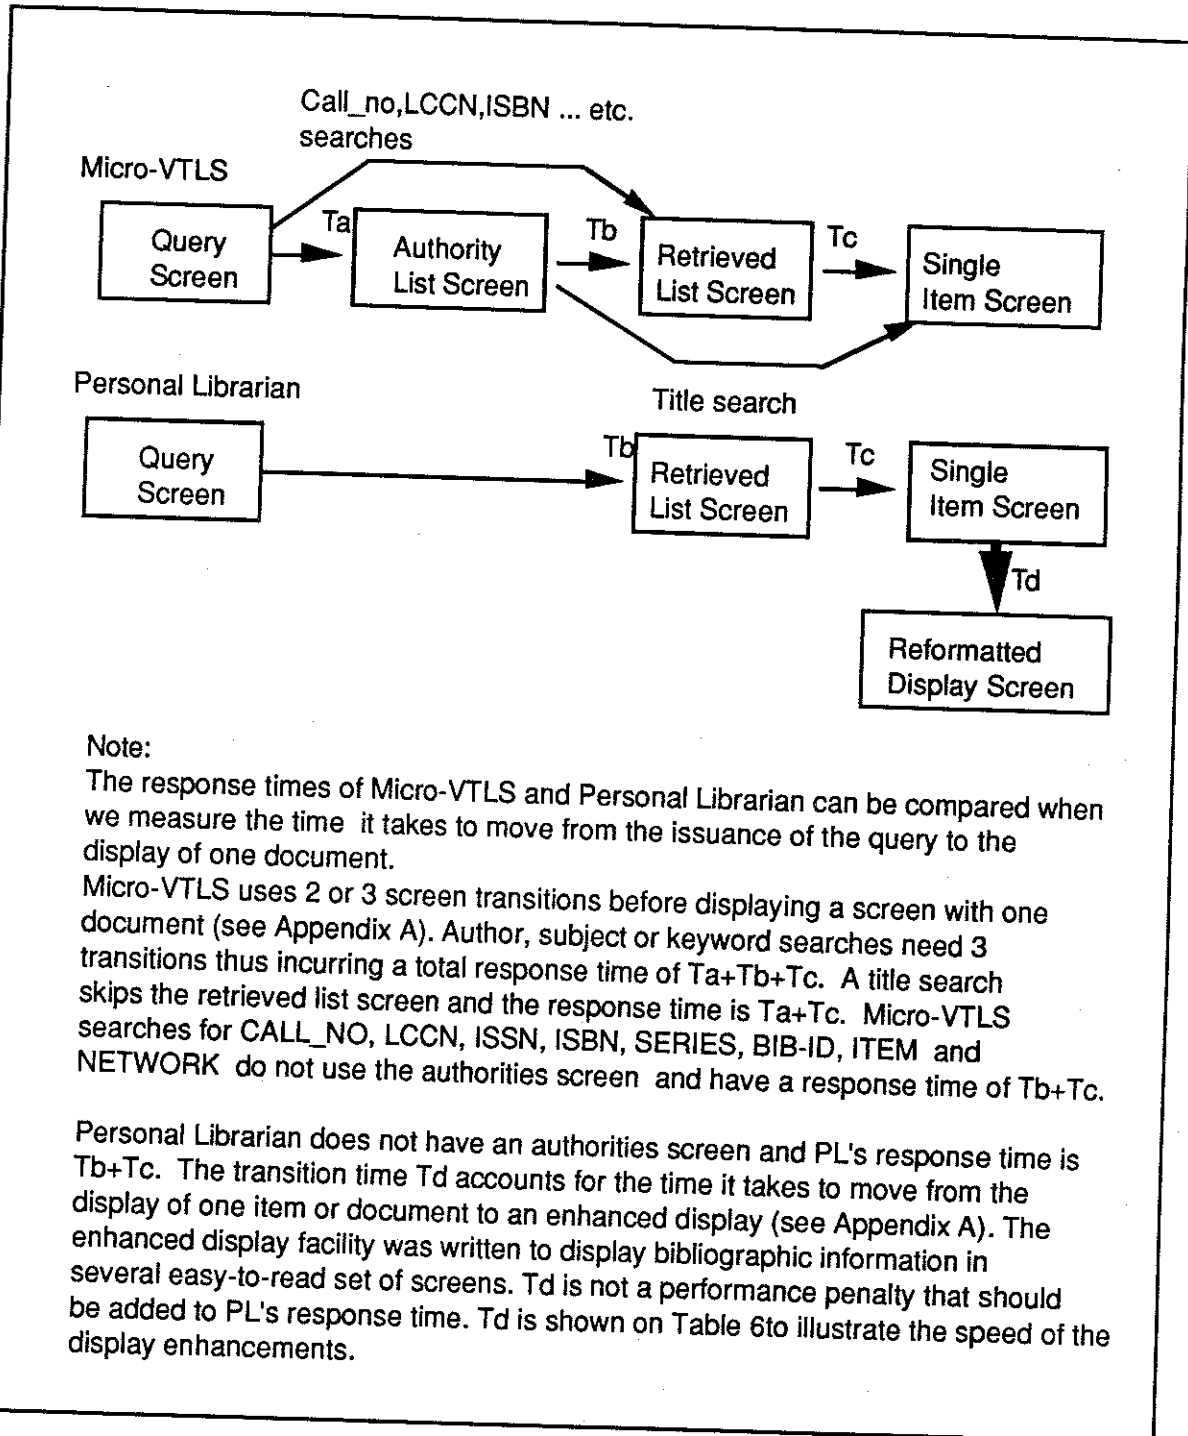 Call_no,LCCN,ISBN ... etc.
searches
Micro-VTLS
Query
Screen
Ta
Authority
List Screen
Tb
Retrieved
List Screen
Tc
Single
Item Screen
Title search
Personal Librarian
Query
Screen
Tb
Retrieved
List Screen
Tc
Single
Item Screen
Td
Reformatted
Display Screen
Note:
The response times of Micro-VTLS and Personal Librarian can be compared when
we measure the time it takes to move from the issuance of the query to the
display of one document.
Micro-VTLS uses 2 or 3 screen transitions before displaying a screen with one
document (see Appendix A). Author, subject or keyword searches need 3
transitions thus incurring a total response time of Ta+Tb+Tc. A title search
skips the retrieved list screen and the response time is Ta+Tc. Micro-VTLS
searches for CALL_NO, LCCN, ISSN, ISBN, SERIES, BIB-ID, ITEM and
NETWORK do not use the authorities screen and have a response time of Tb+Tc.
Personal Librarian does not have an authorities screen and PL's response time is
Tb+Tc. The transition time Td accounts for the time it takes to move from the
display of one item or document to an enhanced display (see Appendix A). The
enhanced display facility was written to display bibliographic information in
several easy-to-read set of screens. Td is not a performance penalty that should
be added to PL's response time. Td is shown on Table 6to illustrate the speed of the
display enhancements.